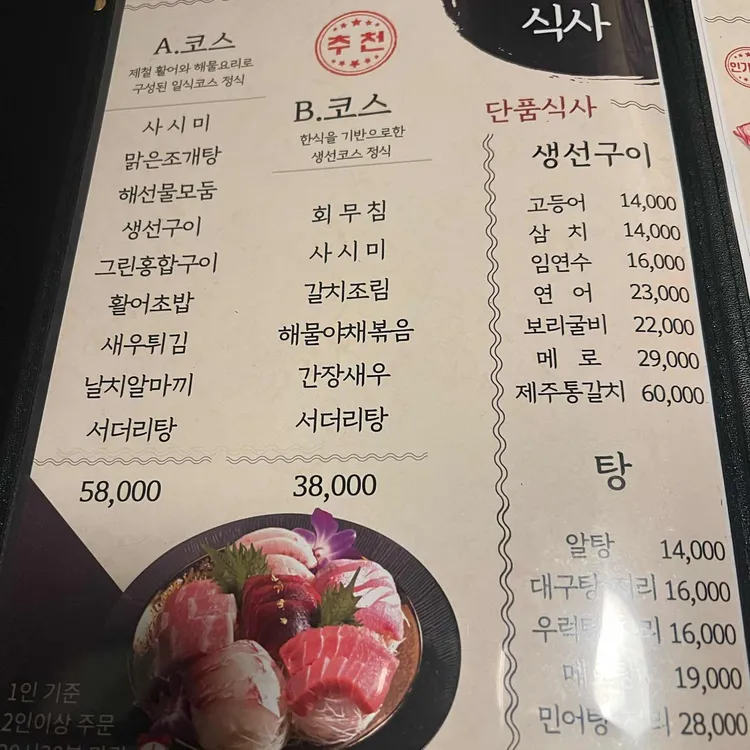 A.코스
제철 활어와 해물요리로
구성된 일식코스 정식
사시미
맑은조개탕
해선물모둠
생선구이
그린홍합구이
활어초밥
새우튀김
날치알마끼
서더리탕
58,000
추천
B.코스
한식을 기반으로한
생선코스 정식
회무침
사시미
갈치조림
해물야채볶음
간장새우
서더리탕
38,000
1인 기준
2인이상 주문
식사
단품식사
생선구이
고등어 14,000
삼 치 14,000
임연수 16,000
연 어 23,000
보리굴비 22,000
메 로 29,000
제주통갈치 60,000
탕
알탕 14,000
대구탕 16,000
우럭탕 16,000
19,000
민어탕 28,000